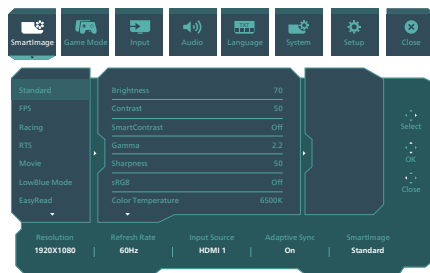 SmartImage Game Mode Input Audio TXT Language System Setup Close
Standard Brightness 70
FPS Contrast 50 Select
Racing SmartContrast Off
RTS Gamma 2.2 OK
Movie Sharpness 50
LowBlue Mode sRGB Off Close
EasyRead Color Temperature 6500K
Resolution Refresh Rate Input Source Adaptive Sync SmartImage
1920X1080 60Hz HDMI 1 On Standard